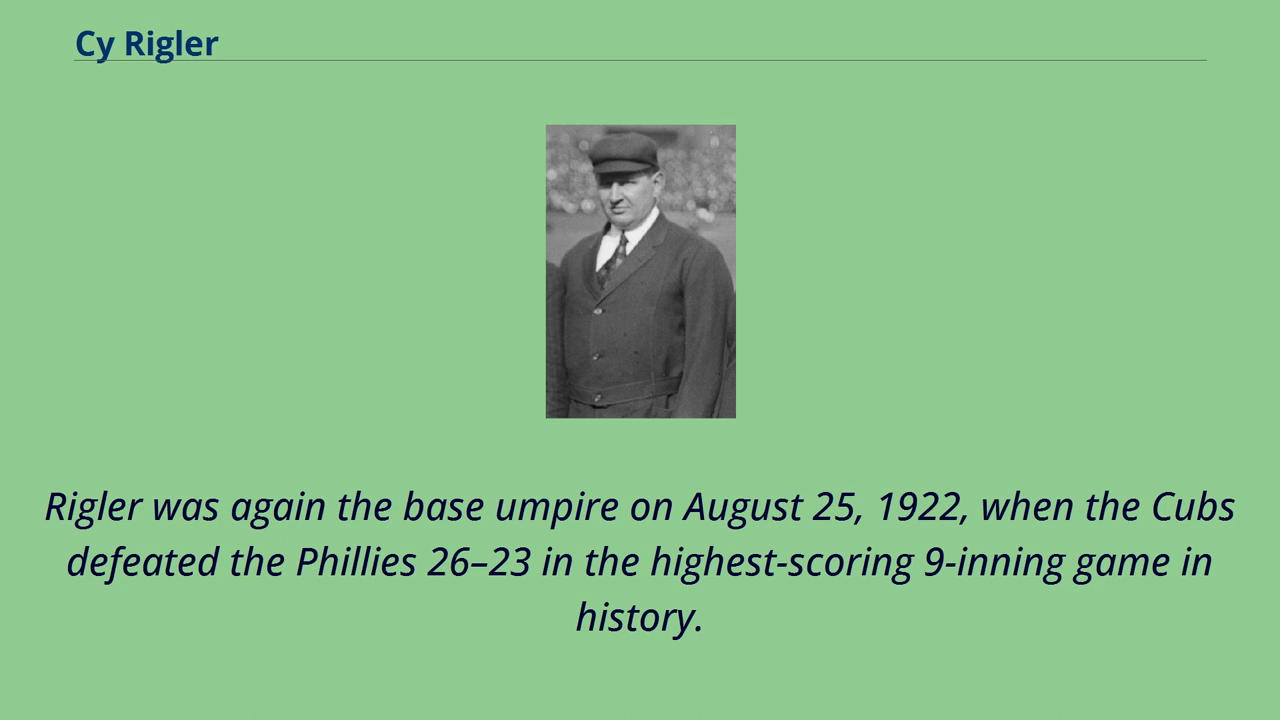 Cy Rigler
Rigler was again the base umpire on August 25, 1922, when the Cubs
defeated the Phillies 26–23 in the highest-scoring 9-inning game in
history.